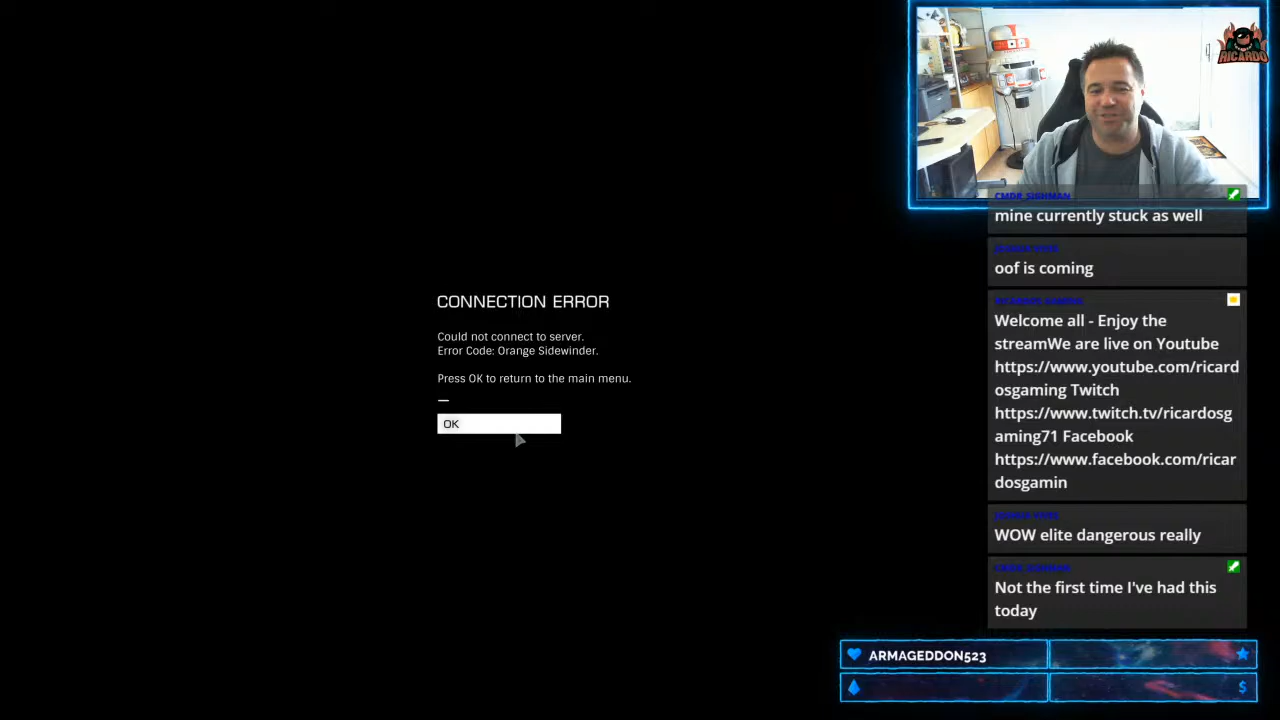 RICARDO
CMDR_SIGHMAN
mine currently stuck as well
oof is coming
Welcome all - Enjoy the
streamWe are live on Youtube
https://www.youtube.com/ricard
osgaming Twitch
https://www.twitch.tv/ricardosg
aming71 Facebook
https://www.facebook.com/ricar
dosgamin
WOW elite dangerous really
CMDR_SIGHMAN
Not the first time I've had this
today
CONNECTION ERROR
Could not connect to server.
Error Code: Orange Sidewinder.
Press OK to return to the main menu.
OK
ARMAGEDDON523
$